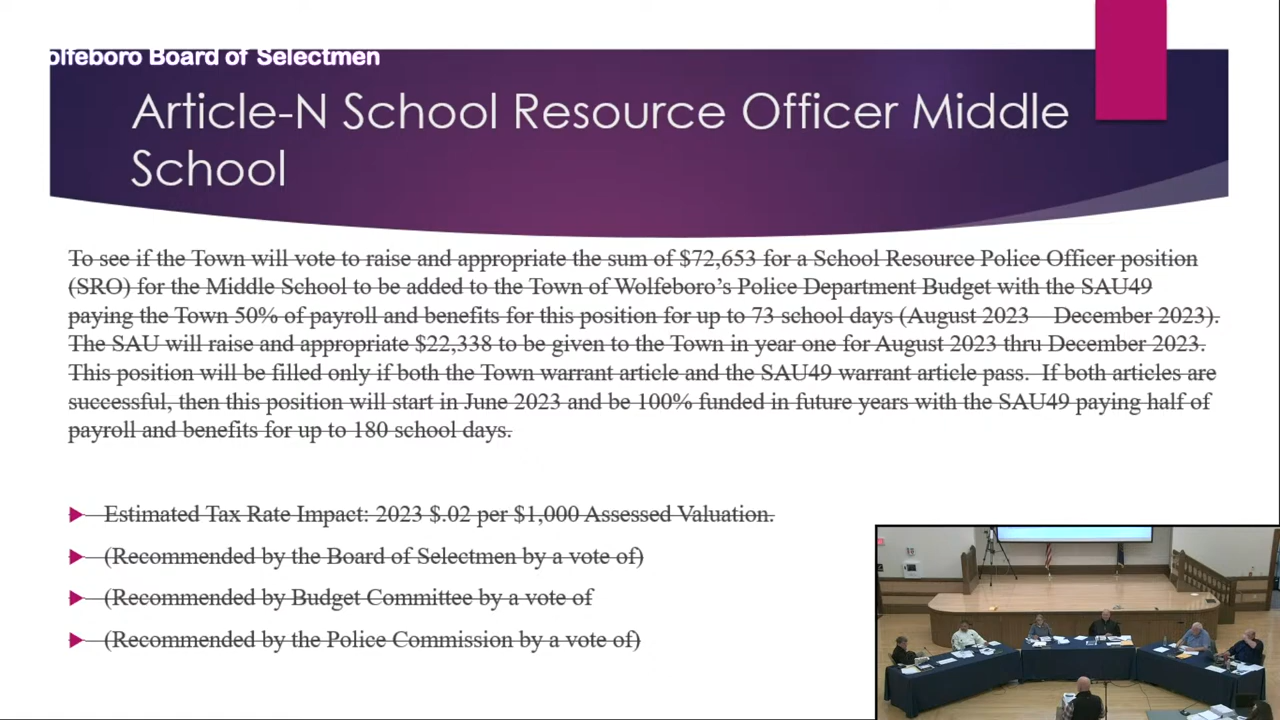 olfeboro Board of Selectmen
Article-N School Resource Officer Middle
School
To see if the Town will vote to raise and appropriate the sum of $72,653 for a School Resource Police Officer position
(SRO) for the Middle School to be added to the Town of Wolfeboro's Police Department Budget with the SAU49
paying the Town 50% of payroll and benefits for this position for up to 73 school days (August 2023 – December 2023).
The SAU will raise and appropriate $22,338 to be given to the Town in year one for August 2023 thru December 2023.
This position will be filled only if both the Town warrant article and the SAU49 warrant article pass. If both articles are
successful, then this position will start in June 2023 and be 100% funded in future years with the SAU49 paying half of
payroll and benefits for up to 180 school days.
Estimated Tax Rate Impact: 2023 $.02 per $1,000 Assessed Valuation.
(Recommended by the Board of Selectmen by a vote of)
(Recommended by Budget Committee by a vote of
(Recommended by the Police Commission by a vote of)